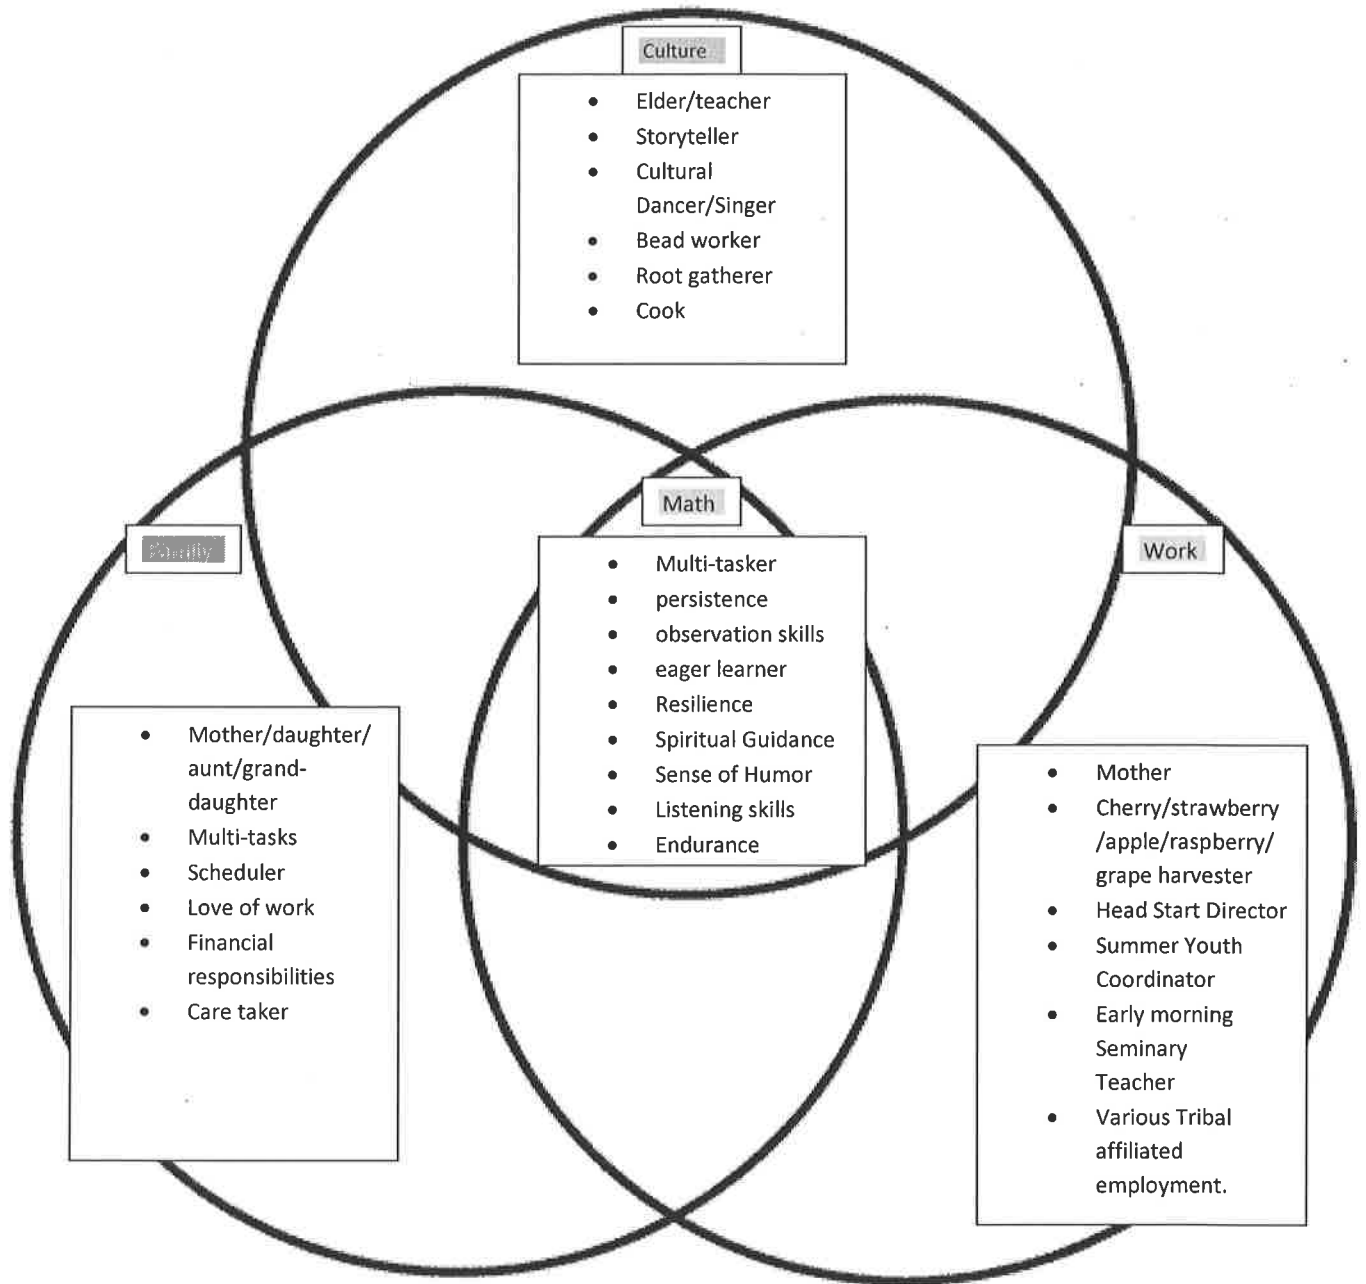 Culture
Elder/teacher
Storyteller
Cultural
Dancer/Singer
Bead worker
Root gatherer
Cook
Math
Multi-tasker
persistence
observation skills
eager learner
Resilience
Spiritual Guidance
Sense of Humor
Listening skills
Endurance
Family
Mother/daughter/
aunt/grand-
daughter
Multi-tasks
Scheduler
Love of work
Financial
responsibilities
Care taker
Work
Mother
Cherry/strawberry
/apple/raspberry/
grape harvester
Head Start Director
Summer Youth
Coordinator
Early morning
Seminary
Teacher
Various Tribal
affiliated
employment.